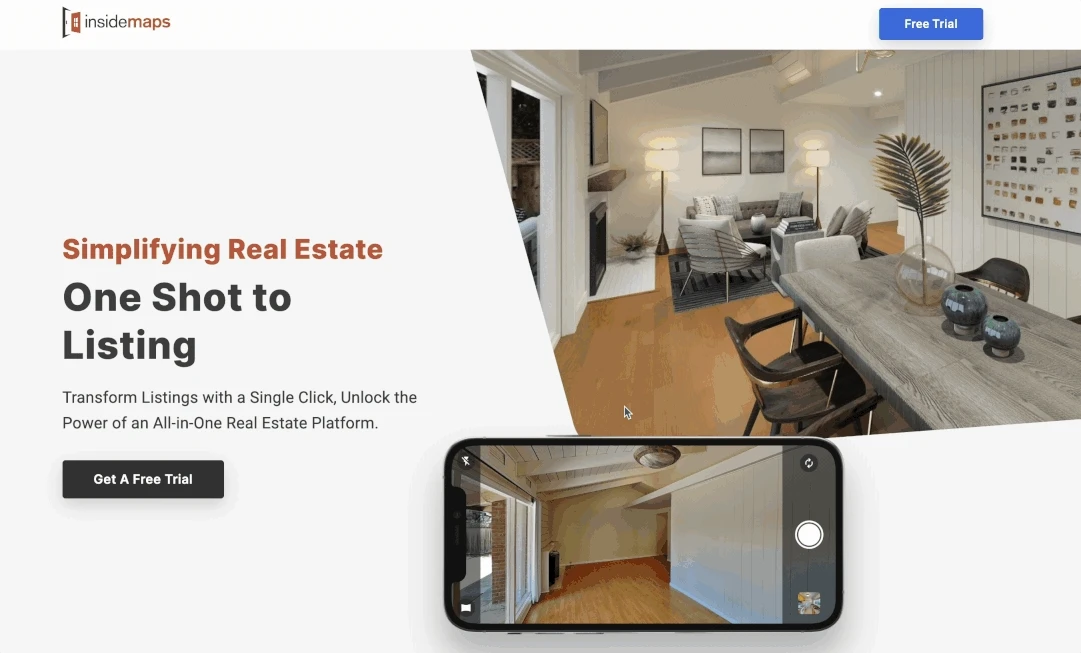 insidemaps
Free Trial
Simplifying Real Estate
One Shot to
Listing
Transform Listings with a Single Click, Unlock the
Power of an All-in-One Real Estate Platform.
Get A Free Trial